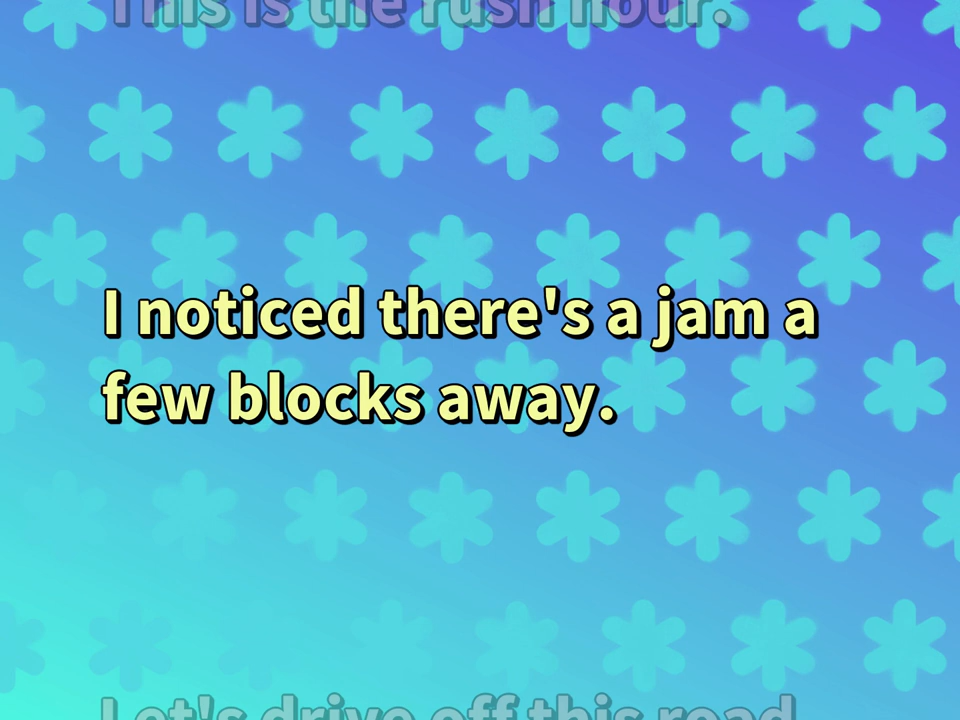 This is the rush hour.
I noticed there's a jam a
few blocks away.
Let's drive off this road